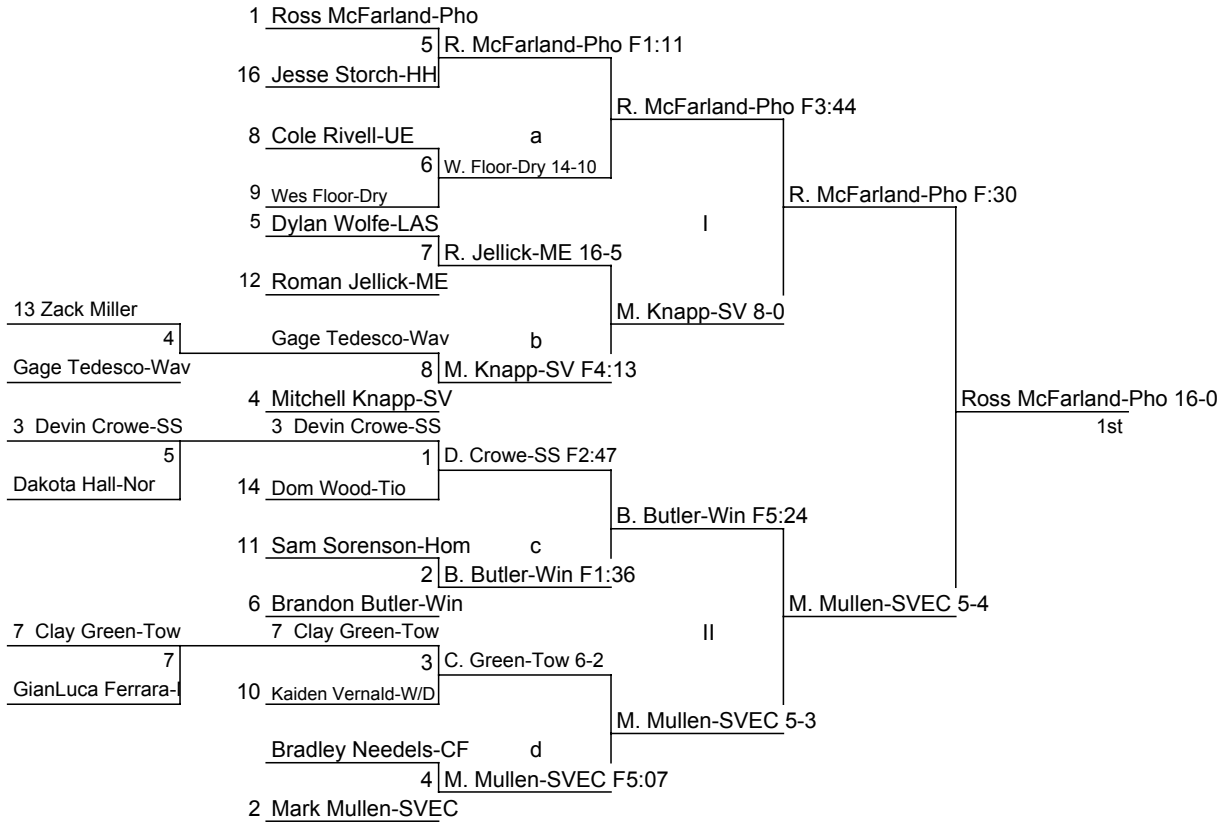 1 Ross McFarland-Pho
5 R. McFarland-Pho F1:11
16 Jesse Storch-HH
R. McFarland-Pho F3:44
8 Cole Rivell-UE a
6 W. Floor-Dry 14-10
9 Wes Floor-Dry
R. McFarland-Pho F:30
5 Dylan Wolfe-LAS I
7 R. Jellick-ME 16-5
12 Roman Jellick-ME
13 Zack Miller
M. Knapp-SV 8-0
4 Gage Tedesco-Wav b
Gage Tedesco-Wav
8 M. Knapp-SV F4:13
4 Mitchell Knapp-SV
Ross McFarland-Pho 16-0
3 Devin Crowe-SS 3 Devin Crowe-SS
1st
5 1 D. Crowe-SS F2:47
Dakota Hall-Nor 14 Dom Wood-Tio
B. Butler-Win F5:24
11 Sam Sorenson-Hom c
2 B. Butler-Win F1:36
6 Brandon Butler-Win
M. Mullen-SVEC 5-4
7 Clay Green-Tow 7 Clay Green-Tow II
7 3 C. Green-Tow 6-2
GianLuca Ferrara-I 10 Kaiden Vernald-W/D
M. Mullen-SVEC 5-3
Bradley Needels-CF d
4 M. Mullen-SVEC F5:07
2 Mark Mullen-SVEC